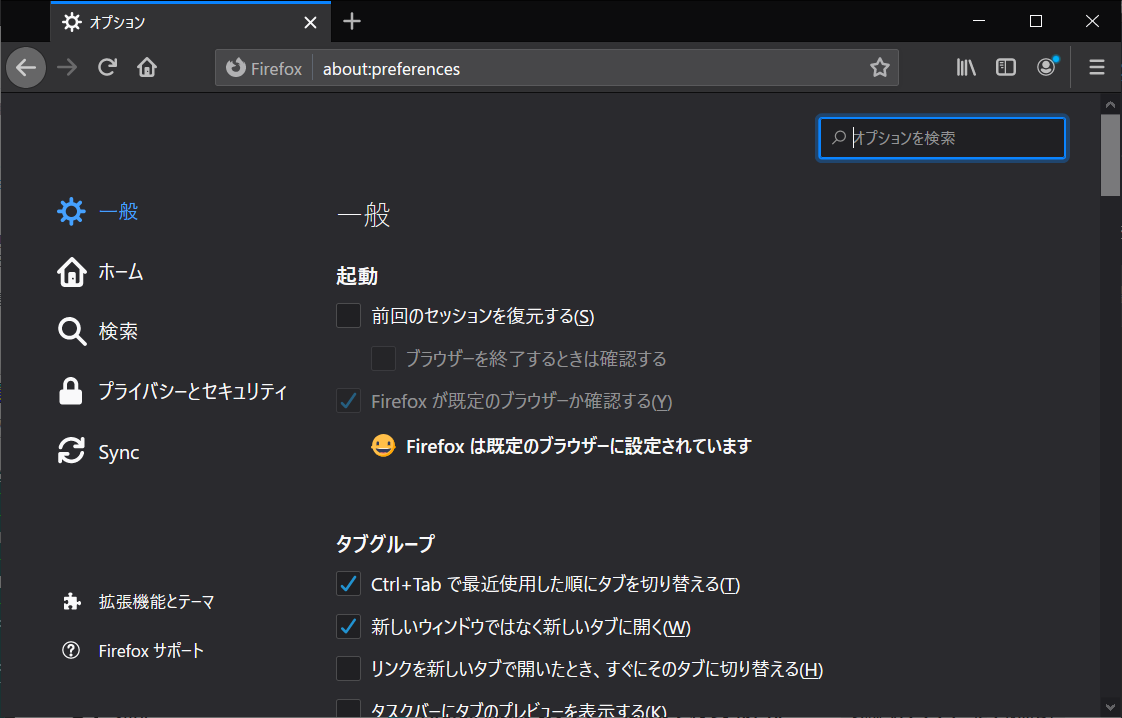 オプション
Firefox
about:preferences
オプションを検索
一般
ホーム
検索
プライバシーとセキュリティ
Sync
拡張機能とテーマ
Firefox サポート
一般
起動
前回のセッションを復元する(S)
ブラウザーを終了するときは確認する
Firefox が既定のブラウザーか確認する(Y)
Firefox は既定のブラウザーに設定されています
タブグループ
Ctrl+Tab で最近使用した順にタブを切り替える(T)
新しいウィンドウではなく新しいタブに開く(W)
リンクを新しいタブで開いたとき、すぐにそのタブに切り替える(H)
タスクバーにタブのプレビューを表示する(K)